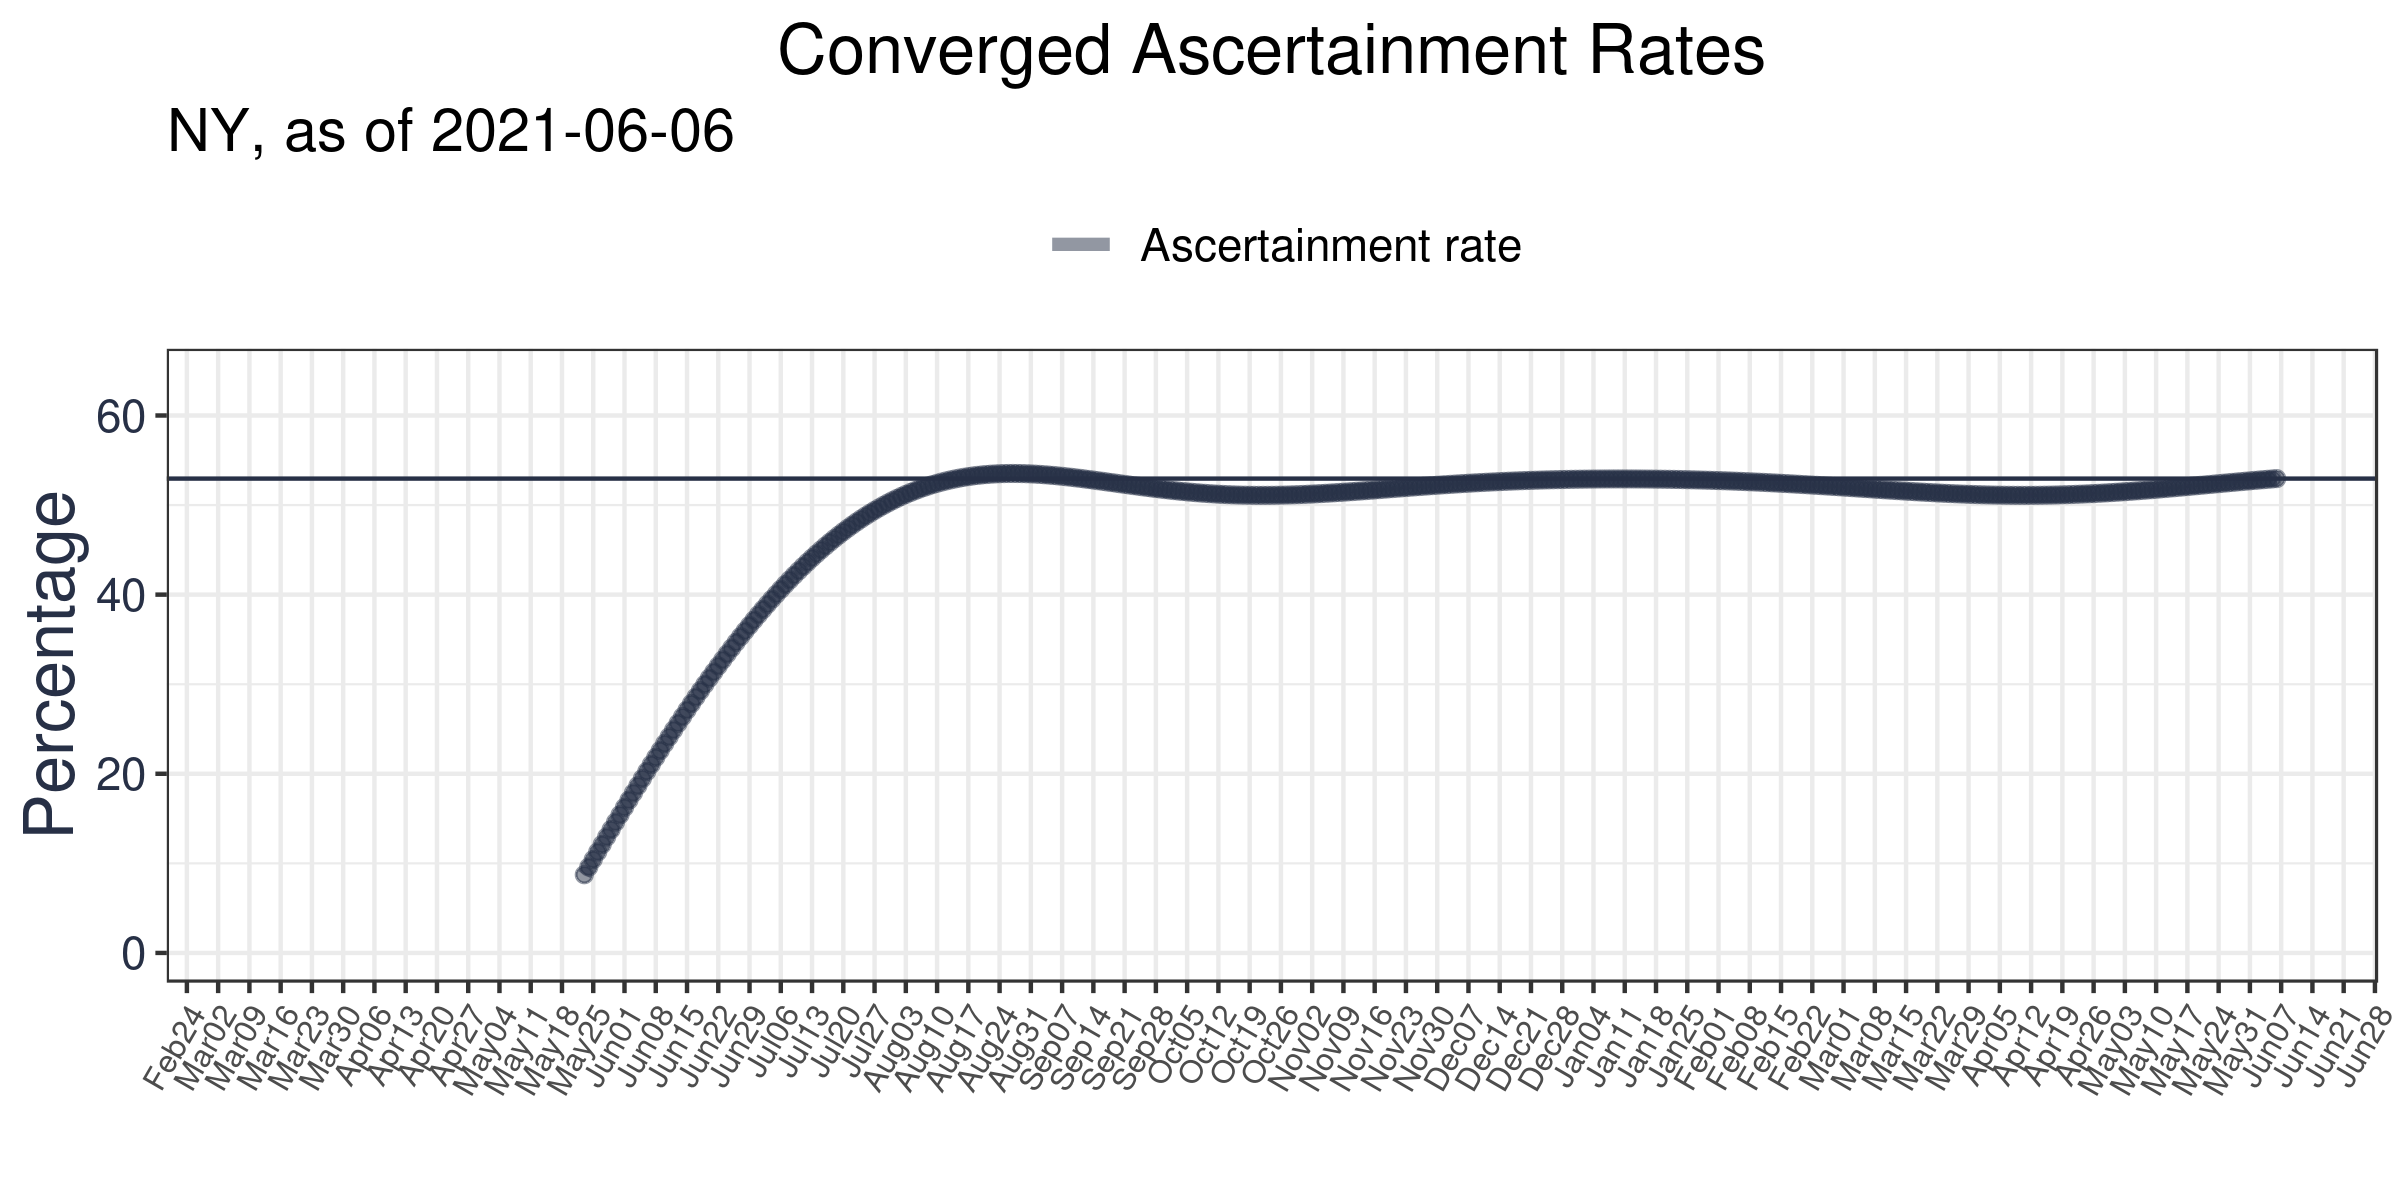 Converged Ascertainment Rates
NY, as of 2021-06-06
Ascertainment rate
Percentage
60
40
20
0
Feb24
Mar02
Mar09
Mar16
Mar23
Mar30
Apr06
Apr13
Apr20
Apr27
May04
May11
May18
May25
Jun01
Jun08
Jun15
Jun22
Jun29
Jul06
Jul13
Jul20
Jul27
Aug03
Aug10
Aug17
Aug24
Aug31
Sep07
Sep14
Sep21
Sep28
Oct05
Oct12
Oct19
Oct26
Nov02
Nov09
Nov16
Nov23
Nov30
Dec07
Dec14
Dec21
Dec28
Jan04
Jan11
Jan18
Jan25
Feb01
Feb08
Feb15
Feb22
Mar01
Mar08
Mar15
Mar22
Mar29
Apr05
Apr12
Apr19
Apr26
May03
May10
May17
May24
May31
Jun07
Jun14
Jun21
Jun28